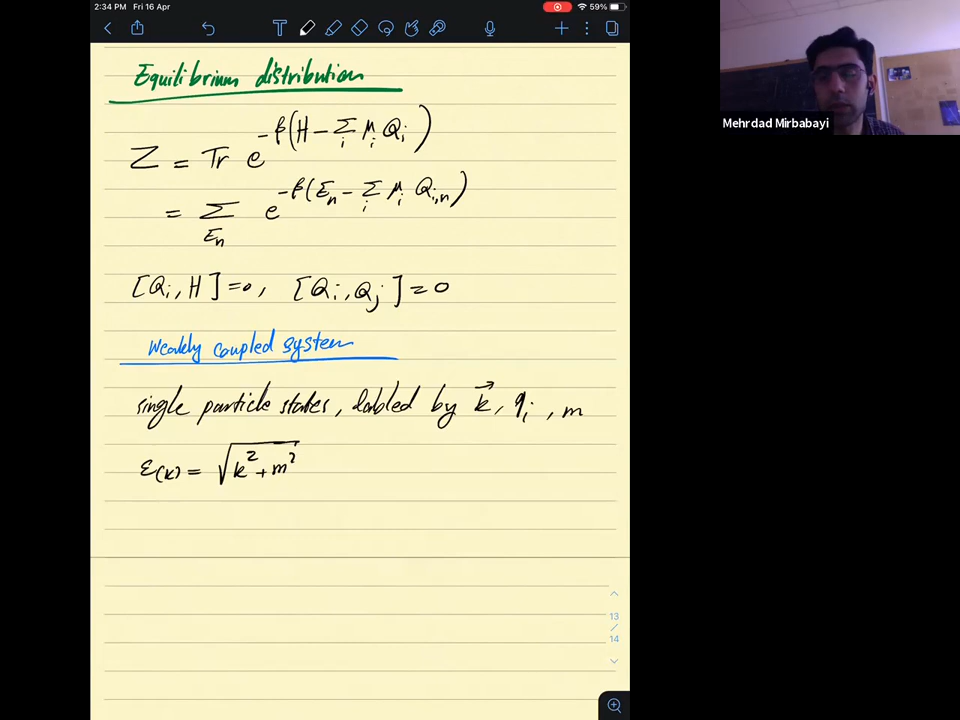 2:34 PM Fri 16 Apr
59%
Equilibrium distribution
Z = Tr e^{-β(H - Σ_i μ_i Q_i)}
= Σ_{E_n} e^{-β(E_n - Σ_i μ_i Q_{i,n})}
[Q_i, H] = 0, [Q_i, Q_j] = 0
Weakly coupled system
single particle states, labled by k⃗, q_i, m
ε(k) = √(k² + m²)
13
/
14
Mehrdad Mirbabayi